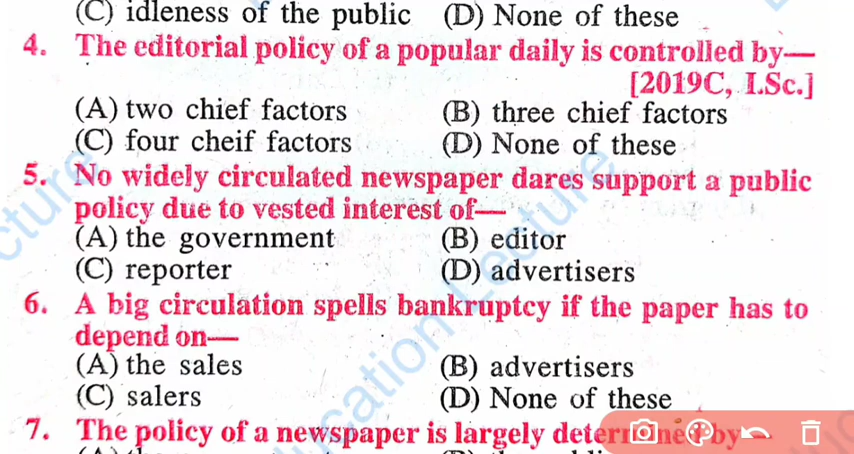 (C) idleness of the public (D) None of these
4. The editorial policy of a popular daily is controlled by—
[2019C, I.Sc.]
(A) two chief factors (B) three chief factors
(C) four cheif factors (D) None of these
5. No widely circulated newspaper dares support a public
policy due to vested interest of—
(A) the government (B) editor
(C) reporter (D) advertisers
6. A big circulation spells bankruptcy if the paper has to
depend on—
(A) the sales (B) advertisers
(C) salers (D) None of these
7. The policy of a newspaper is largely determined by—